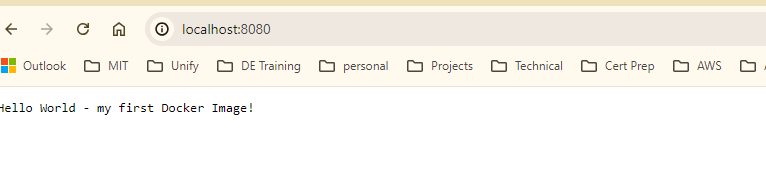 localhost:8080
Outlook MIT Unify DE Training personal Projects Technical Cert Prep AWS
Hello World - my first Docker Image!